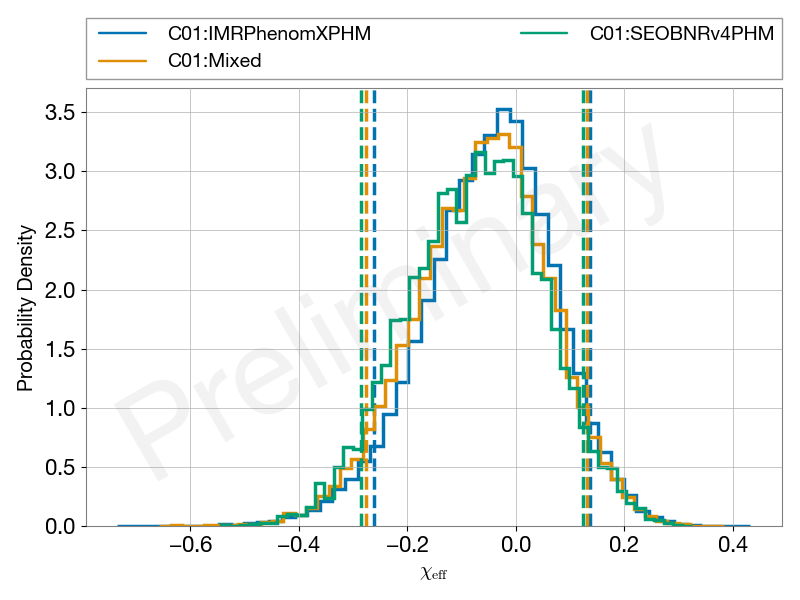 C01:IMRPhenomXPHM
C01:SEOBNRv4PHM
C01:Mixed
Preliminary
Probability Density
3.5
3.0
2.5
2.0
1.5
1.0
0.5
0.0
−0.6
−0.4
−0.2
0.0
0.2
0.4
χeff